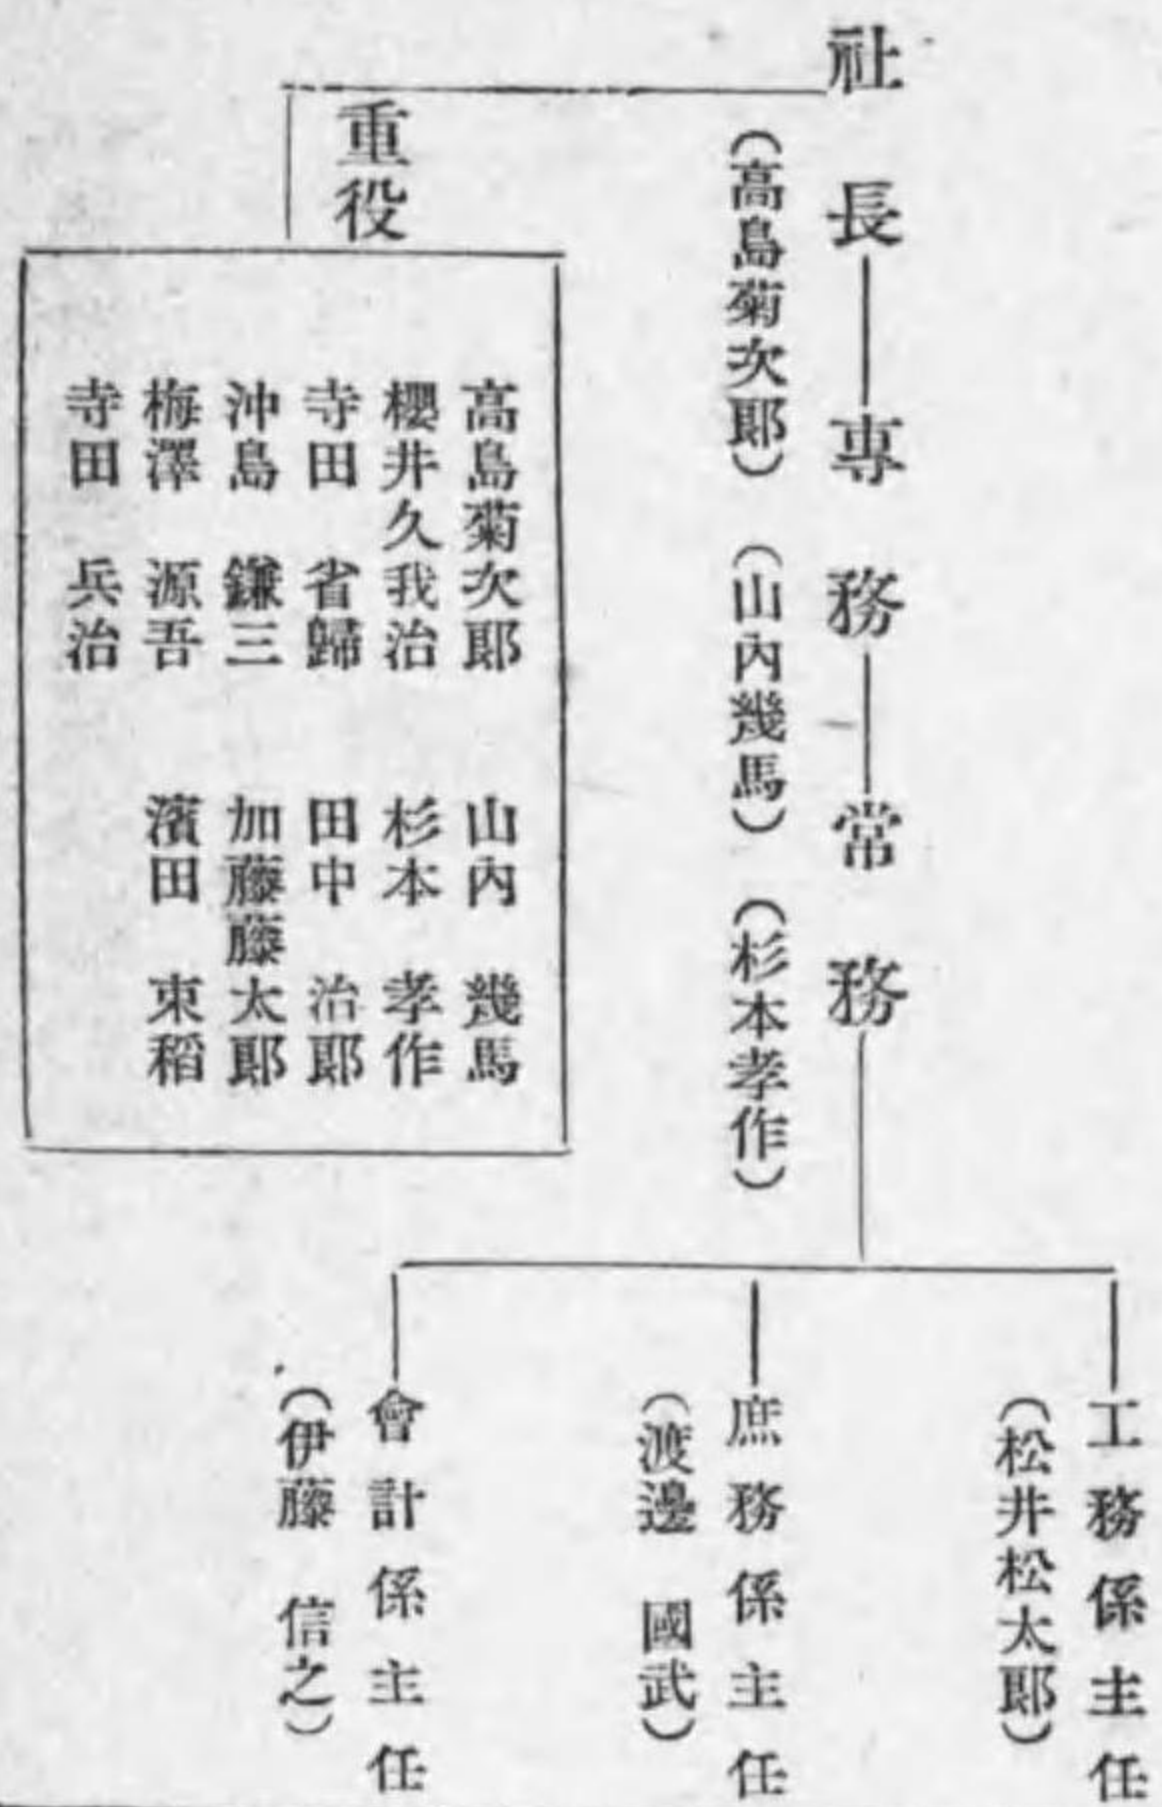 社長―專務―常務
(高島菊次郎) (山內幾馬) (杉本孝作)
工務係主任
(松井松太郎)
庶務係主任
(渡邊 國武)
會計係主任
(伊藤 信之)
重役
高島菊次郎 山內 幾馬
櫻井久我治 杉本 孝作
寺田 省歸 田中 治郎
沖島 鎌三 加藤藤太郎
梅澤 源吾 濱田 東稻
寺田 兵治